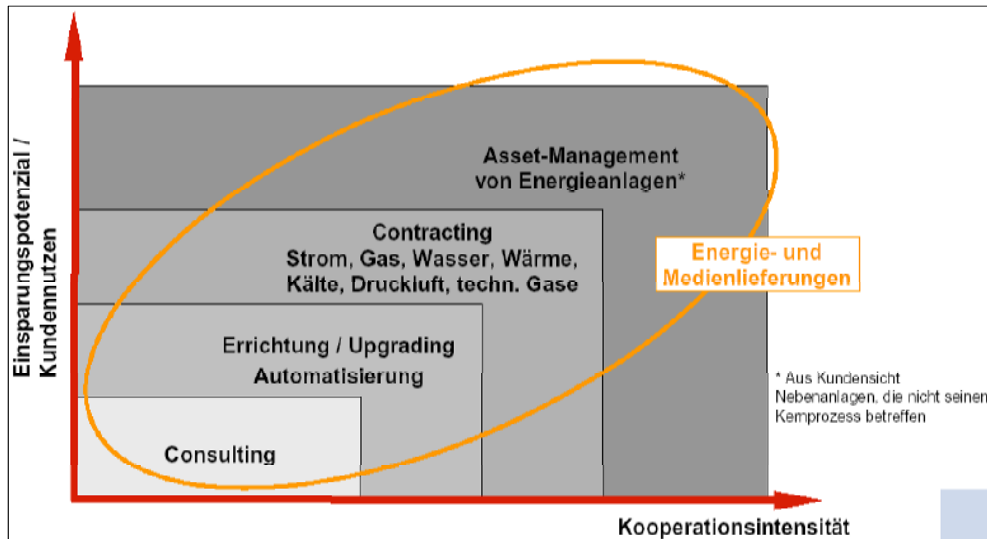 Einsparungspotenzial /
Kundennutzen
Asset-Management
von Energieanlagen*
Contracting
Strom, Gas, Wasser, Wärme,
Kälte, Druckluft, techn. Gase
Energie- und
Medienlieferungen
Errichtung / Upgrading
Automatisierung
* Aus Kundensicht
Nebenanlagen, die nicht seinen
Kernprozess betreffen
Consulting
Kooperationsintensität